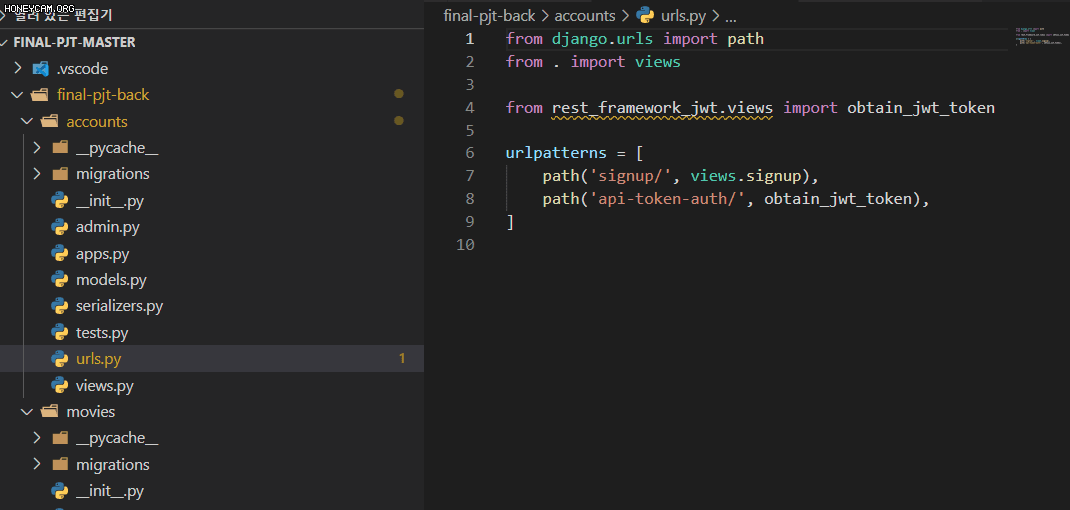 HONEYCAM.ORG
열려 있는 편집기
FINAL-PJT-MASTER
.vscode
final-pjt-back
accounts
__pycache__
migrations
__init__.py
admin.py
apps.py
models.py
serializers.py
tests.py
urls.py 1
views.py
movies
__pycache__
migrations
__init__.py
final-pjt-back > accounts > urls.py > ...
1 from django.urls import path
2 from . import views
3
4 from rest_framework_jwt.views import obtain_jwt_token
5
6 urlpatterns = [
7 path('signup/', views.signup),
8 path('api-token-auth/', obtain_jwt_token),
9 ]
10